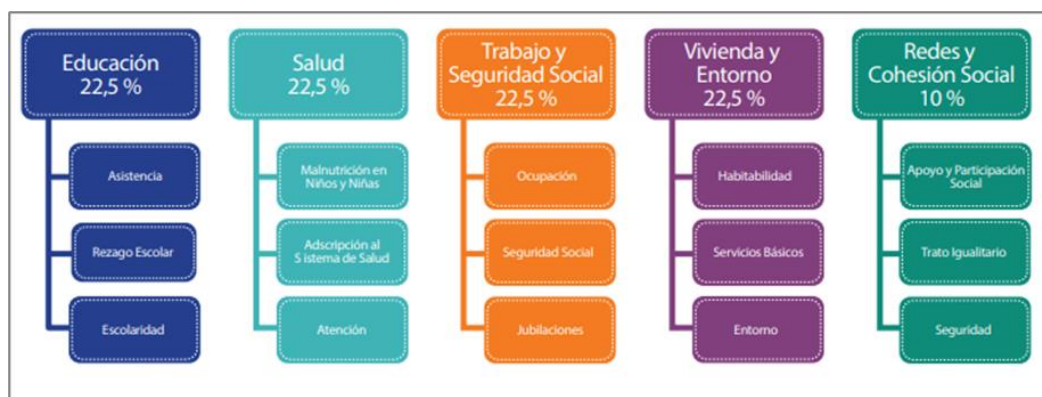 Educación
22,5 %
Asistencia
Rezago Escolar
Escolaridad
Salud
22,5 %
Malnutrición en
Niños y Niñas
Adscripción al
S istema de Salud
Atención
Trabajo y
Seguridad Social
22,5 %
Ocupación
Seguridad Social
Jubilaciones
Vivienda y
Entorno
22,5 %
Habitabilidad
Servicios Básicos
Entorno
Redes y
Cohesión Social
10 %
Apoyo y Participación
Social
Trato Igualitario
Seguridad